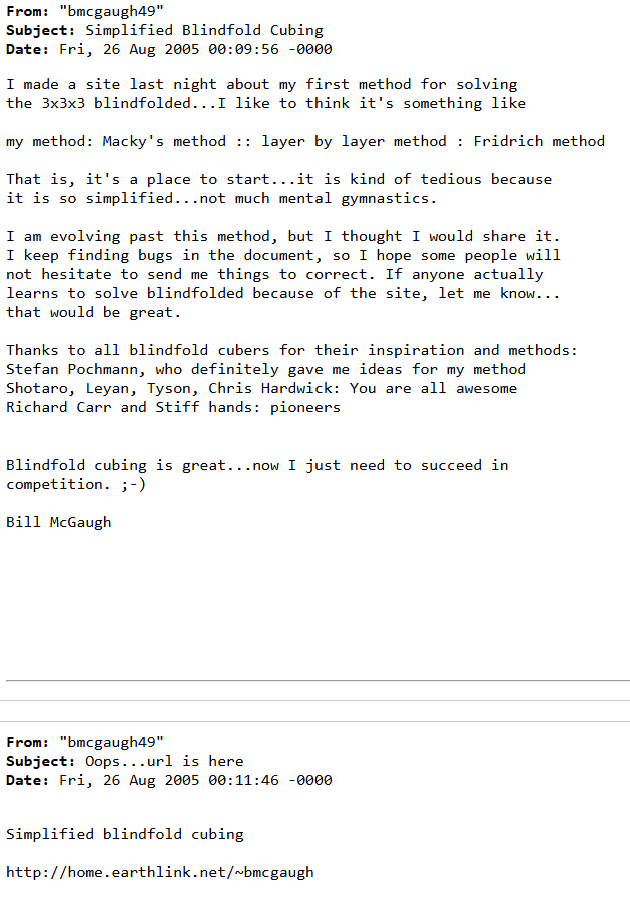 From: "bmcgaugh49"
Subject: Simplified Blindfold Cubing
Date: Fri, 26 Aug 2005 00:09:56 -0000
I made a site last night about my first method for solving
the 3x3x3 blindfolded...I like to think it's something like
my method: Macky's method :: layer by layer method : Fridrich method
That is, it's a place to start...it is kind of tedious because
it is so simplified...not much mental gymnastics.
I am evolving past this method, but I thought I would share it.
I keep finding bugs in the document, so I hope some people will
not hesitate to send me things to correct. If anyone actually
learns to solve blindfolded because of the site, let me know...
that would be great.
Thanks to all blindfold cubers for their inspiration and methods:
Stefan Pochmann, who definitely gave me ideas for my method
Shotaro, Leyan, Tyson, Chris Hardwick: You are all awesome
Richard Carr and Stiff hands: pioneers
Blindfold cubing is great...now I just need to succeed in
competition. ;-)
Bill McGaugh
From: "bmcgaugh49"
Subject: Oops...url is here
Date: Fri, 26 Aug 2005 00:11:46 -0000
Simplified blindfold cubing
http://home.earthlink.net/~bmcgaugh